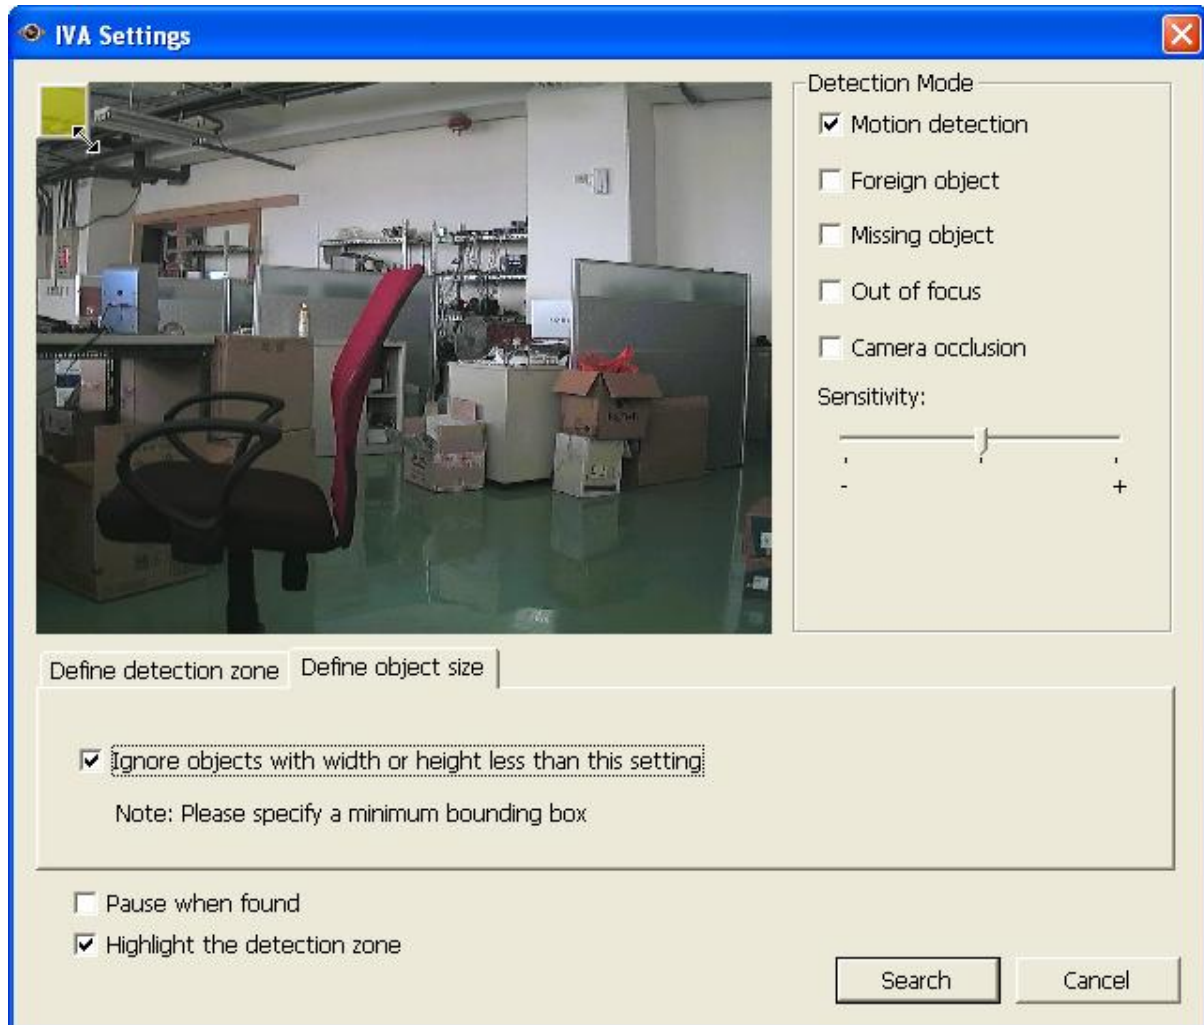 IVA Settings
Detection Mode
Motion detection
Foreign object
Missing object
Out of focus
Camera occlusion
Sensitivity:
- +
Define detection zone
Define object size
Ignore objects with width or height less than this setting
Note: Please specify a minimum bounding box
Pause when found
Highlight the detection zone
Search
Cancel